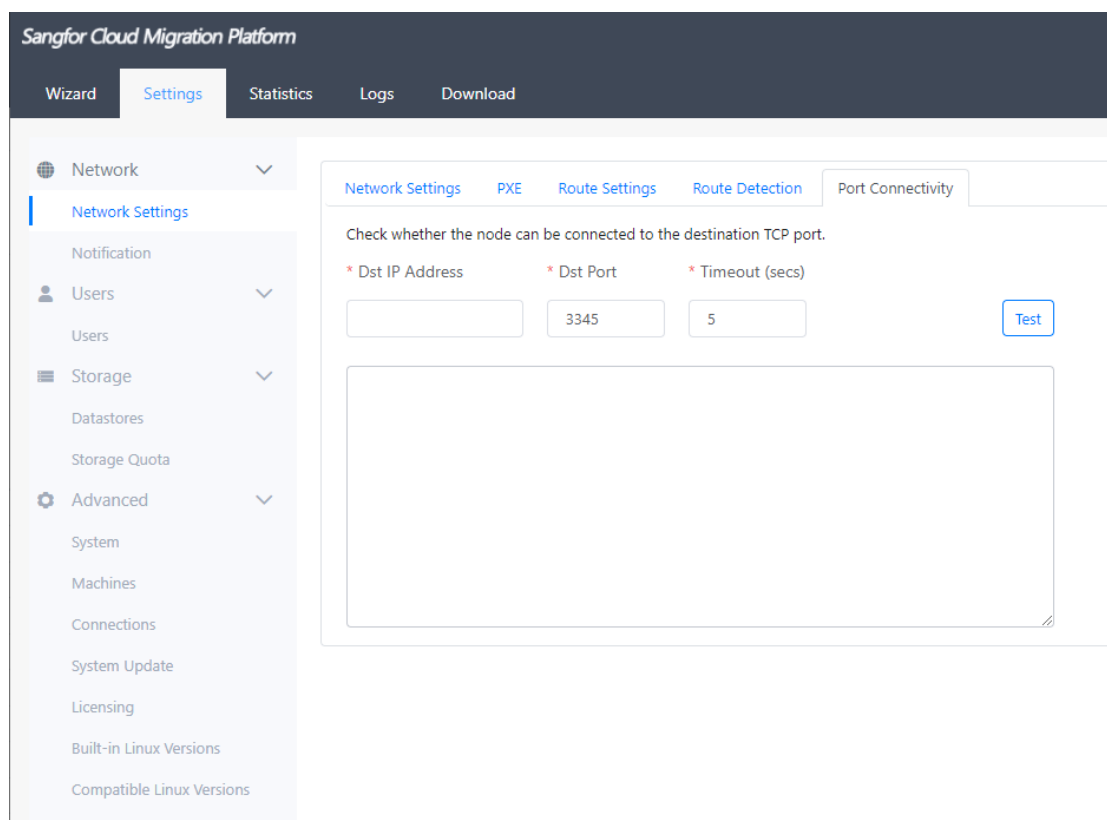 Sangfor Cloud Migration Platform
Wizard Settings Statistics Logs Download
Network
Network Settings
Notification
Users
Users
Storage
Datastores
Storage Quota
Advanced
System
Machines
Connections
System Update
Licensing
Built-in Linux Versions
Compatible Linux Versions
Network Settings PXE Route Settings Route Detection Port Connectivity
Check whether the node can be connected to the destination TCP port.
* Dst IP Address * Dst Port * Timeout (secs)
3345 5 Test